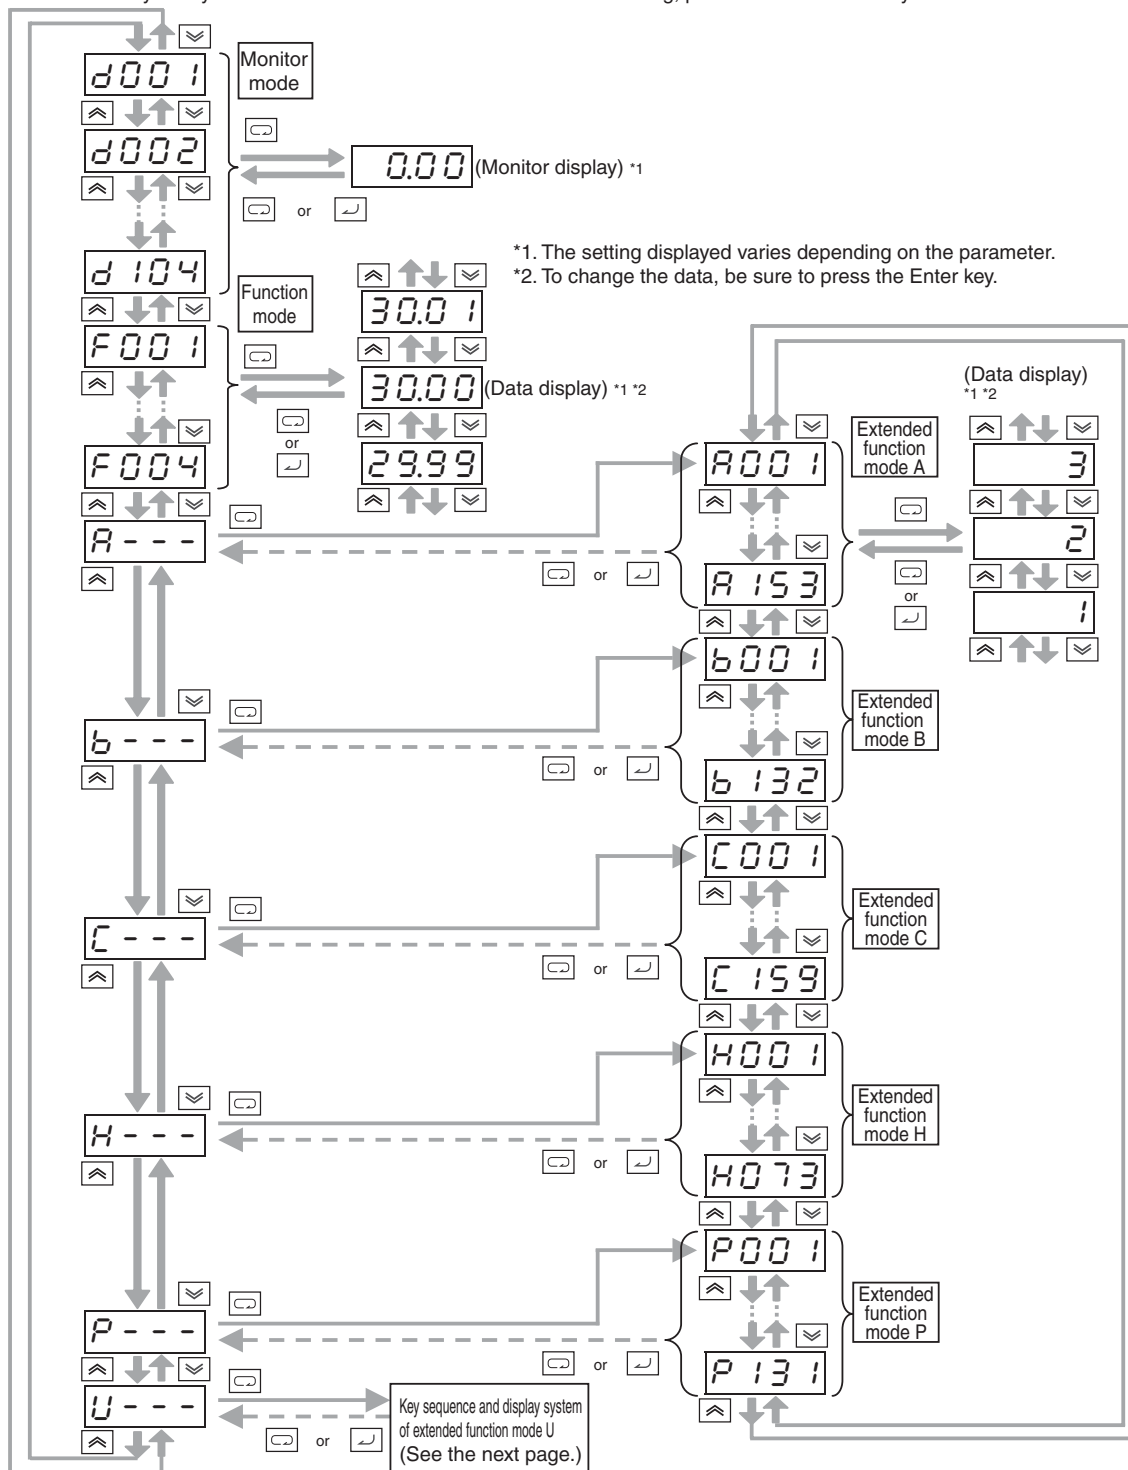 d001
Monitor
mode
d002
0.00 (Monitor display) *1
or
d104
*1. The setting displayed varies depending on the parameter.
*2. To change the data, be sure to press the Enter key.
Function
mode
30.01
F001
30.00 (Data display) *1 *2
or
29.99
F004
A---
or
(Data display)
*1 *2
A001
Extended
function
mode A
3
2
or
1
A153
b---
or
b001
Extended
function
mode B
b132
C---
or
C001
Extended
function
mode C
C159
H---
or
H001
Extended
function
mode H
H073
P---
or
P001
Extended
function
mode P
P131
U---
or
Key sequence and display system
of extended function mode U
(See the next page.)